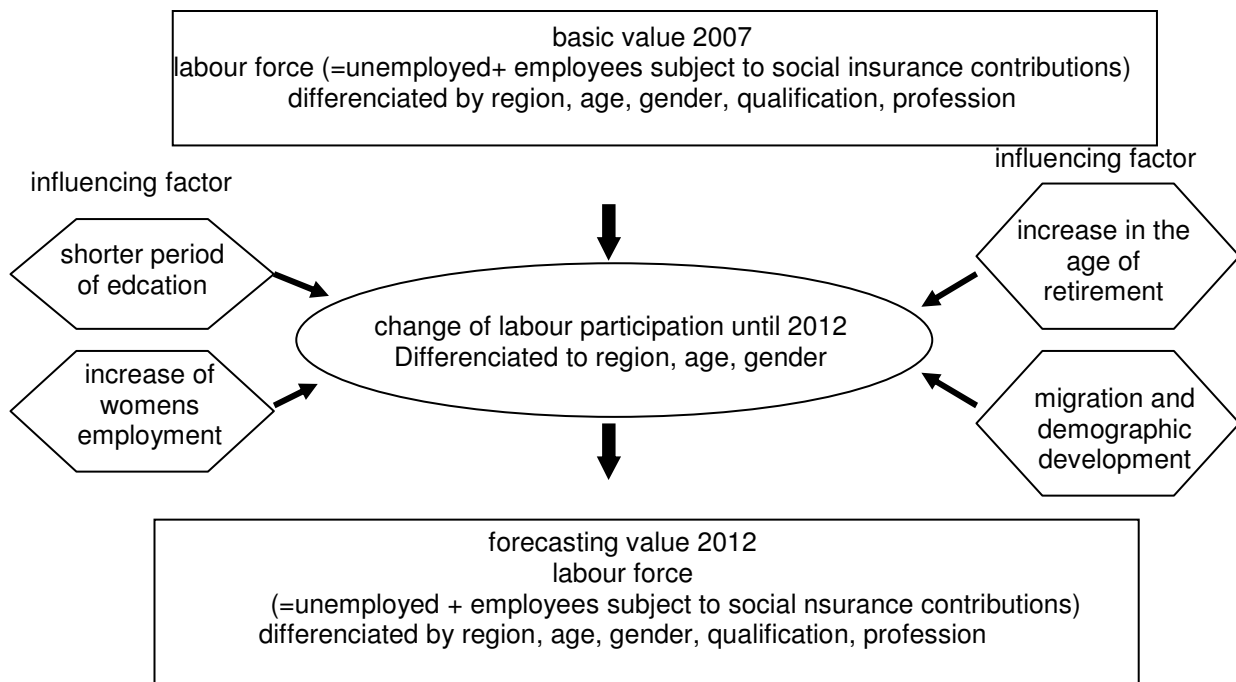 basic value 2007
labour force (=unemployed+ employees subject to social insurance contributions)
differenciated by region, age, gender, qualification, profession
influencing factor
influencing factor
shorter period
of edcation
increase in the
age of
retirement
change of labour participation until 2012
Differenciated to region, age, gender
increase of
womens
employment
migration and
demographic
development
forecasting value 2012
labour force
(=unemployed + employees subject to social nsurance contributions)
differenciated by region, age, gender, qualification, profession